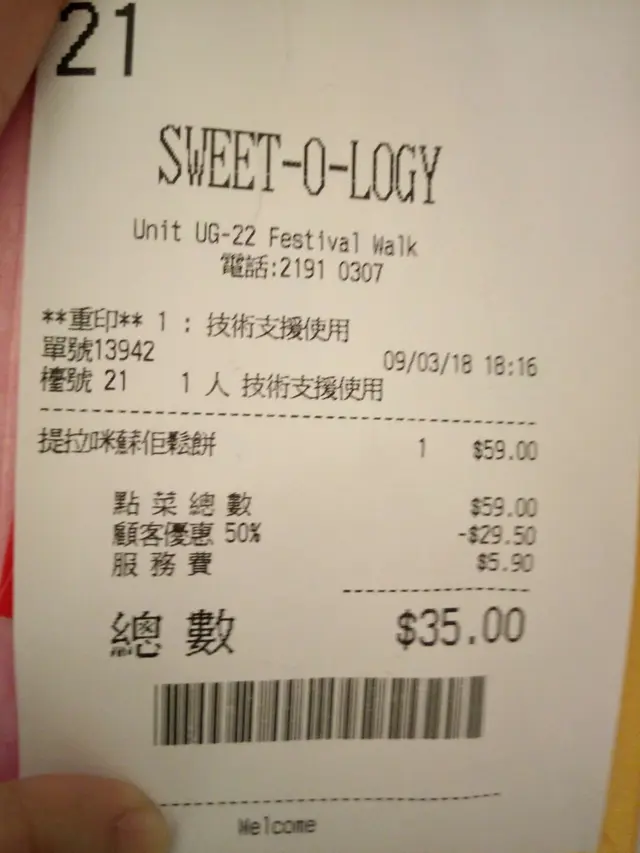 21
SWEET-O-LOGY
Unit UG-22 Festival Walk
電話:2191 0307
**重印** 1 : 技術支援使用
單號13942 09/03/18 18:16
檯號 21 1 人 技術支援使用
提拉咪蘇佢鬆餅 1 $59.00
點菜總數 $59.00
顧客優惠 50% -$29.50
服務費 $5.90
總數 $35.00
Welcome